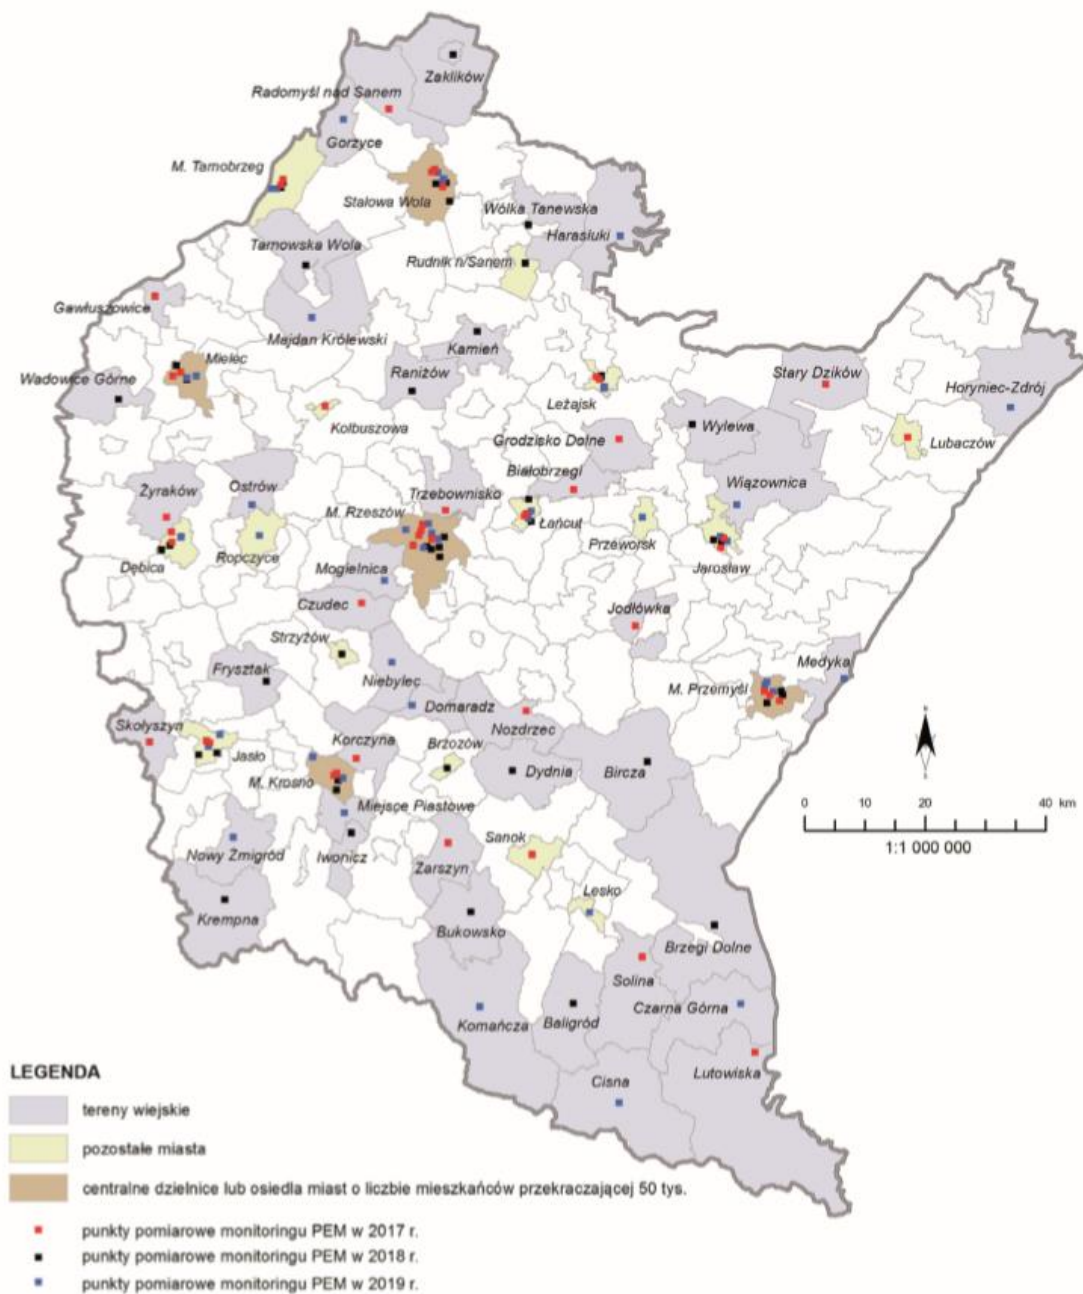 Zaklików
Radomyśl nad Sanem
Gorzyce
M. Tarnobrzeg
Stalowa Wola
Wólka Tanewska
Harasiuki
Tarnowska Wola
Rudnik n/Sanem
Gawłuszowice
Majdan Królewski
Kamień
Mielec
Wadowice Górne
Raniżów
Stary Dzików
Horyniec-Zdrój
Leżajsk
Kolbuszowa
Wylewa
Lubaczów
Grodzisko Dolne
Białobrzegi
Żyraków
Ostrów
Trzebownisko
Wiązownica
M. Rzeszów
Łańcut
Przeworsk
Dębica
Ropczyce
Jarosław
Mogielnica
Czudec
Jodłówka
Strzyżów
Medyka
Frysztak
Niebylec
M. Przemyśl
Domaradz
Skołyszyn
Nozdrzec
Korczyna
Brzozów
Jasło
Dydnia
Bircza
M. Krosno
Miejsce Piastowe
0 10 20 40 km
1:1 000 000
Sanok
Nowy Żmigród
Iwonicz
Zarszyn
Lesko
Krempna
Bukowsko
Brzegi Dolne
Solina
Czarna Górna
Komańcza
Baligród
Lutowiska
Cisna
LEGENDA
tereny wiejskie
pozostałe miasta
centralne dzielnice lub osiedla miast o liczbie mieszkańców przekraczającej 50 tys.
punkty pomiarowe monitoringu PEM w 2017 r.
punkty pomiarowe monitoringu PEM w 2018 r.
punkty pomiarowe monitoringu PEM w 2019 r.